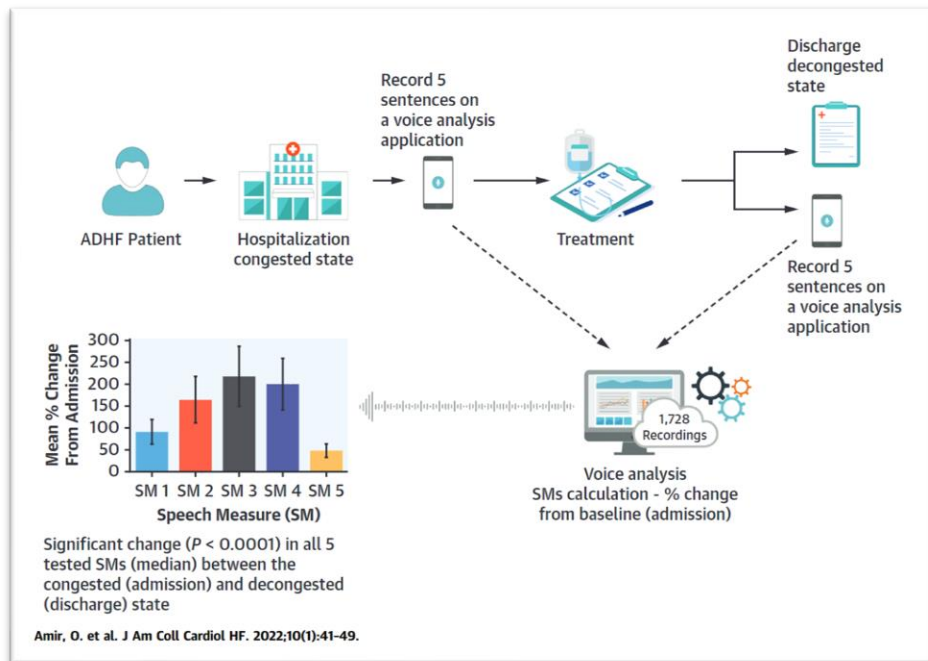 Record 5
sentences on
a voice analysis
application
Discharge
decongested
state
ADHF Patient
Hospitalization
congested state
Treatment
Record 5
sentences on
a voice analysis
application
300
250
200
150
100
50
0
Mean % Change
From Admission
SM 1 SM 2 SM 3 SM 4 SM 5
Speech Measure (SM)
1,728
Recordings
Voice analysis
SMs calculation - % change
from baseline (admission)
Significant change (P < 0.0001) in all 5
tested SMs (median) between the
congested (admission) and decongested
(discharge) state
Amir, O. et al. J Am Coll Cardiol HF. 2022;10(1):41-49.